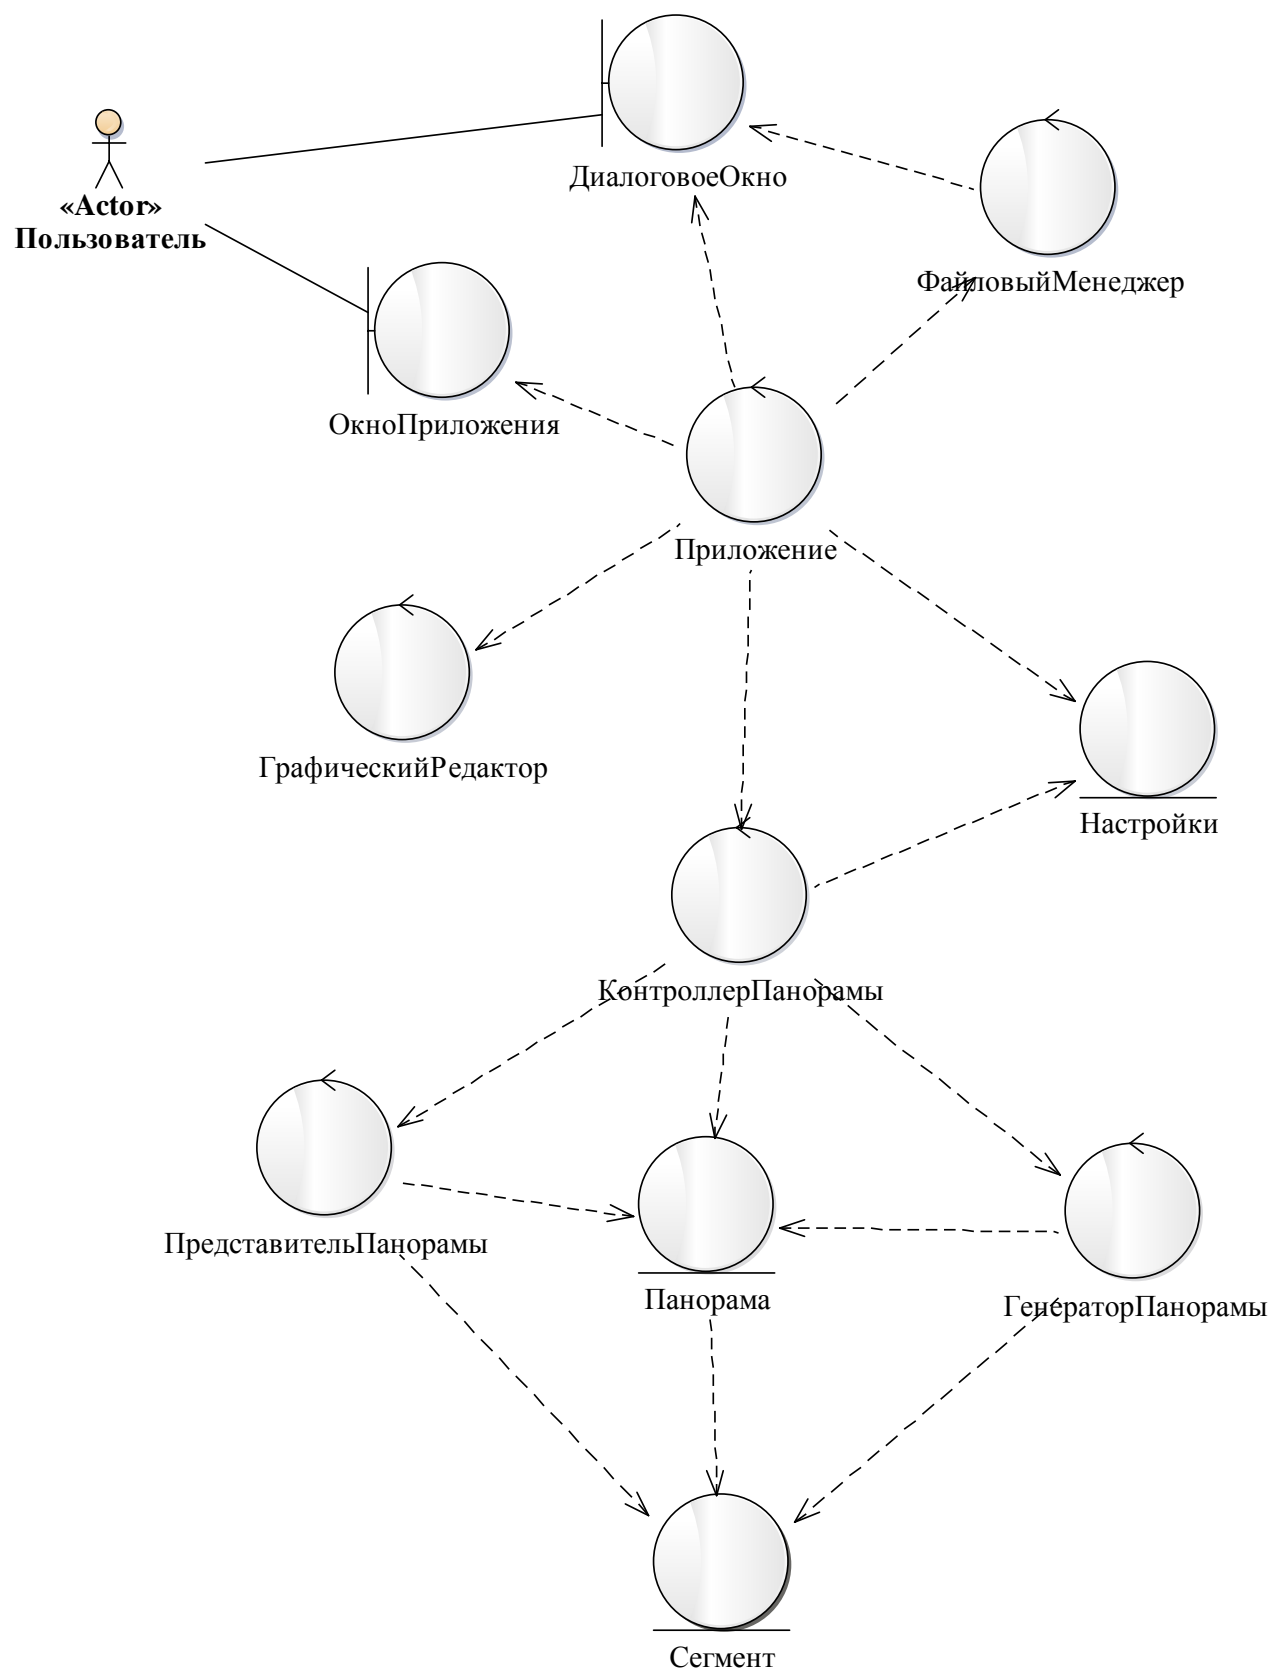 ДиалоговоеОкно
«Actor»
Пользователь
ФайловыйМенеджер
ОкноПриложения
Приложение
ГрафическийРедактор
Настройки
КонтроллерПанорамы
ПредставительПанорамы
Панорама
ГенераторПанорамы
Сегмент